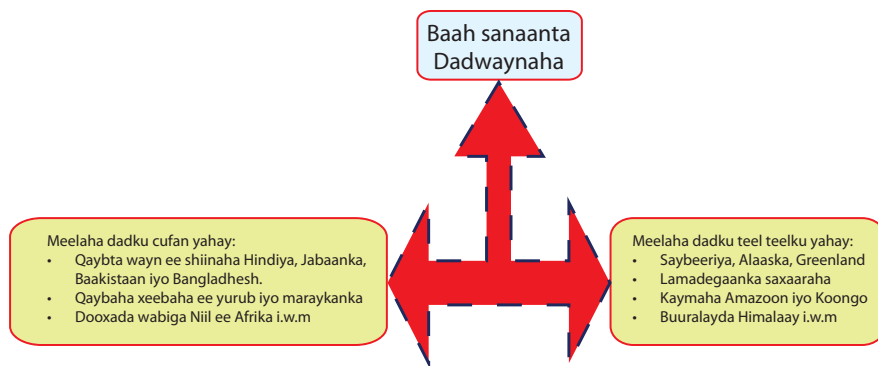 Baah sanaanta
Dadwaynaha
Meelaha dadku cufan yahay:
• Qaybta wayn ee shiinaha Hindiya, Jabaanka,
Baakistaan iyo Bangladhesh.
• Qaybaha xeebaha ee yurub iyo maraykanka
• Dooxada wabiga Niil ee Afrika i.w.m
Meelaha dadku teel teelku yahay:
• Saybeeriya, Alaaska, Greenland
• Lamadegaanka saxaaraha
• Kaymaha Amazoon iyo Koongo
• Buuralayda Himalaay i.w.m